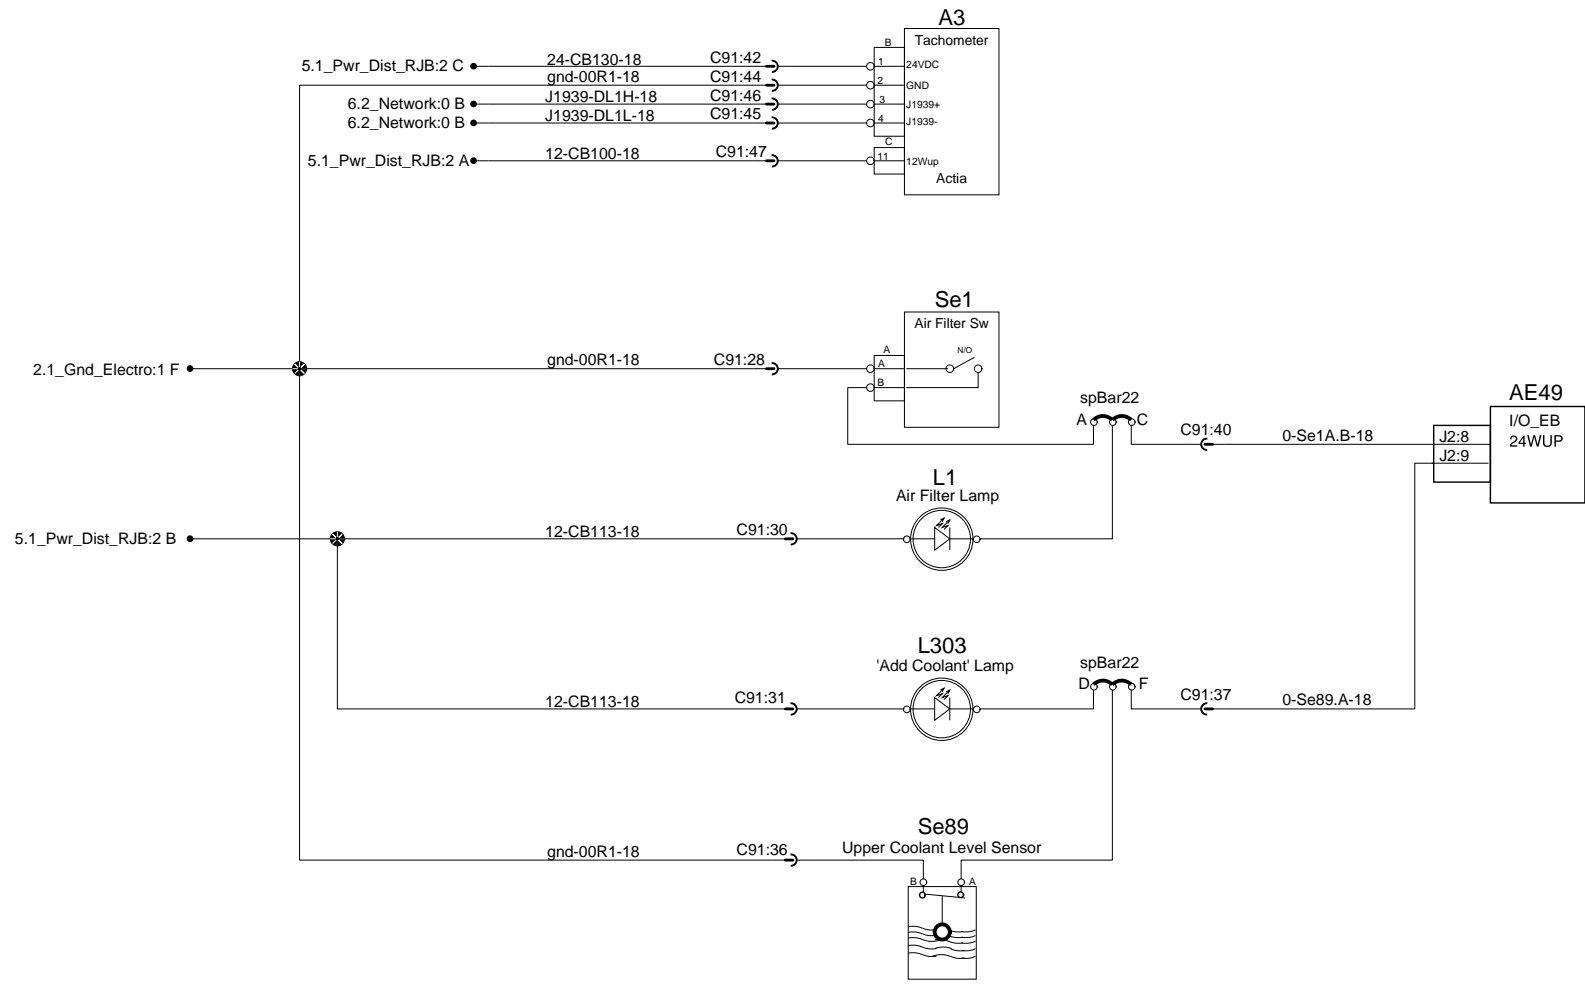 A3
B
Tachometer
5.1_Pwr_Dist_RJB:2 C
24-CB130-18
C91:42
1
24VDC
gnd-00R1-18
C91:44
2
GND
6.2_Network:0 B
J1939-DL1H-18
C91:46
3
J1939+
6.2_Network:0 B
J1939-DL1L-18
C91:45
4
J1939-
C
5.1_Pwr_Dist_RJB:2 A
12-CB100-18
C91:47
11
12Wup
Actia
Se1
Air Filter Sw
A
N/O
2.1_Gnd_Electro:1 F
gnd-00R1-18
C91:28
A
B
spBar22
A
C
C91:40
0-Se1A.B-18
AE49
I/O_EB
24WUP
J2:8
J2:9
L1
Air Filter Lamp
5.1_Pwr_Dist_RJB:2 B
12-CB113-18
C91:30
L303
'Add Coolant' Lamp
12-CB113-18
C91:31
spBar22
D
F
C91:37
0-Se89.A-18
Se89
Upper Coolant Level Sensor
gnd-00R1-18
C91:36
B
A